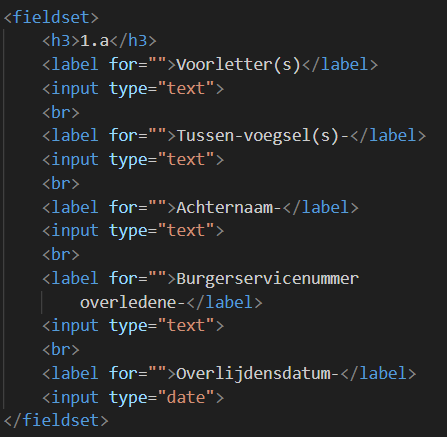 <fieldset>
<h3>1.a</h3>
<label for="">Voorletter(s)</label>
<input type="text">
<br>
<label for="">Tussen-voegsel(s)-</label>
<input type="text">
<br>
<label for="">Achternaam-</label>
<input type="text">
<br>
<label for="">Burgerservicenummer
overledene-</label>
<input type="text">
<br>
<label for="">Overlijdensdatum-</label>
<input type="date">
</fieldset>